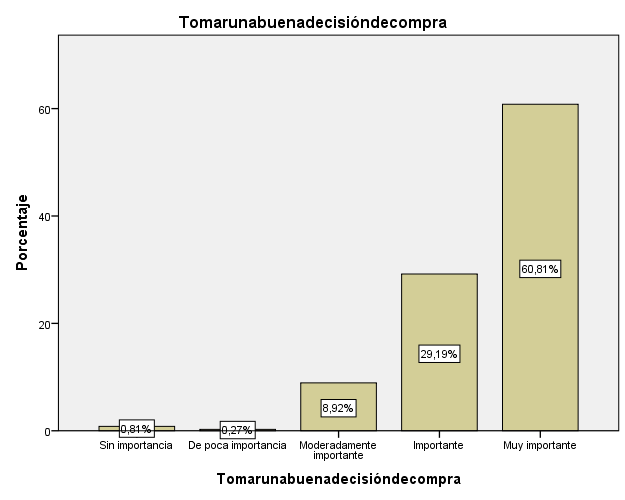 Tomarunabuenadecisióndecompra
Porcentaje
60
40
20
0
0,81%
0,27%
8,92%
29,19%
60,81%
Sin importancia
De poca importancia
Moderadamente
importante
Importante
Muy importante
Tomarunabuenadecisióndecompra